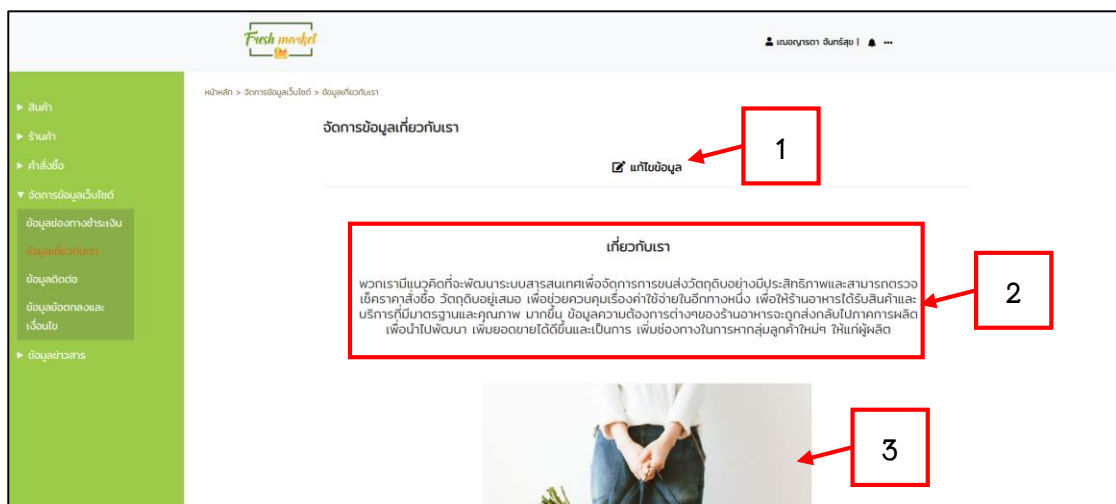 Fresh market
เณอญารดา จันทร์สุข |
หน้าหลัก > จัดการข้อมูลเว็บไซต์ > ข้อมูลเกี่ยวกับเรา
สินค้า
ร้านค้า
คำสั่งซื้อ
จัดการข้อมูลเว็บไซต์
ข้อมูลช่องทางชำระเงิน
ข้อมูลเกี่ยวกับเรา
ข้อมูลติดต่อ
ข้อมูลข้อตกลงและ
เงื่อนไข
ข้อมูลข่าวสาร
จัดการข้อมูลเกี่ยวกับเรา
แก้ไขข้อมูล
1
เกี่ยวกับเรา
พวกเรามีแนวคิดที่จะพัฒนาระบบสารสนเทศเพื่อจัดการการขนส่งวัตถุดิบอย่างมีประสิทธิภาพและสามารถตรวจ
เช็คราคาสั่งซื้อ วัตถุดิบอยู่เสมอ เพื่อช่วยควบคุมเรื่องค่าใช้จ่ายในอีกทางหนึ่ง เพื่อให้ร้านอาหารได้รับสินค้าและ
บริการที่มีมาตรฐานและคุณภาพ มากขึ้น ข้อมูลความต้องการต่างๆของร้านอาหารจะถูกส่งกลับไปภาคการผลิต
เพื่อนำไปพัฒนา เพิ่มยอดขายได้ดีขึ้นและเป็นการ เพิ่มช่องทางในการหากลุ่มลูกค้าใหม่ๆ ให้แก่ผู้ผลิต
2
3